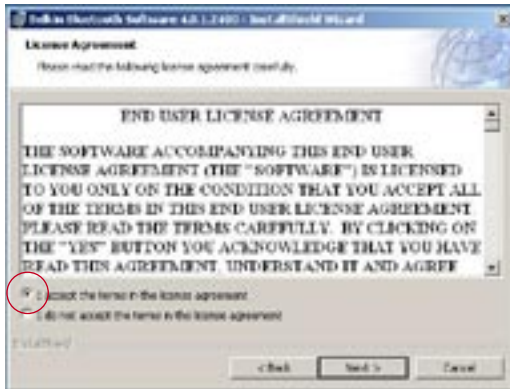 Belkin Bluetooth Software 4.0.1.2400 - InstallShield Wizard
License Agreement
Please read the following license agreement carefully.
END USER LICENSE AGREEMENT
THE SOFTWARE ACCOMPANYING THIS END USER
LICENSE AGREEMENT (THE "SOFTWARE") IS LICENSED
TO YOU ONLY ON THE CONDITION THAT YOU ACCEPT ALL
OF THE TERMS IN THIS END USER LICENSE AGREEMENT.
PLEASE READ THE TERMS CAREFULLY. BY CLICKING ON
THE "YES" BUTTON YOU ACKNOWLEDGE THAT YOU HAVE
READ THIS AGREEMENT, UNDERSTAND IT AND AGREE
I accept the terms in the license agreement
I do not accept the terms in the license agreement
InstallShield
< Back
Next >
Cancel